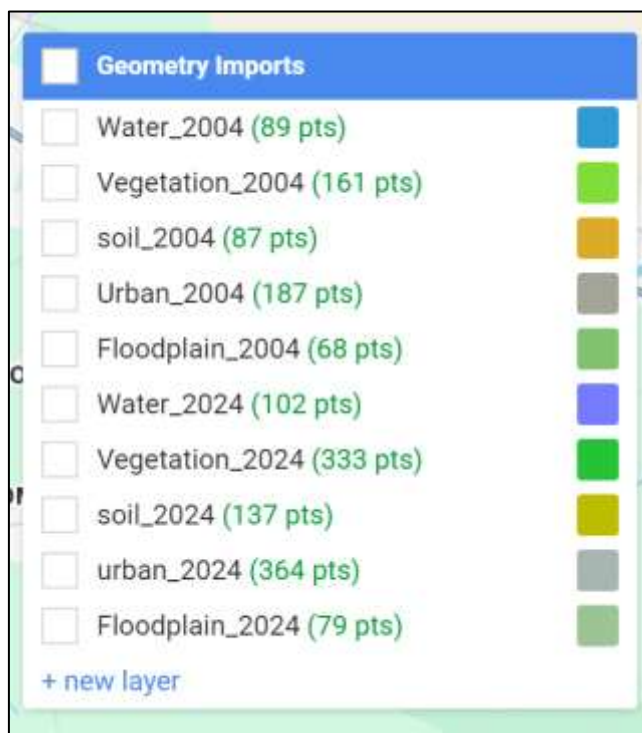 Geometry Imports
Water_2004 (89 pts)
Vegetation_2004 (161 pts)
soil_2004 (87 pts)
Urban_2004 (187 pts)
Floodplain_2004 (68 pts)
Water_2024 (102 pts)
Vegetation_2024 (333 pts)
soil_2024 (137 pts)
urban_2024 (364 pts)
Floodplain_2024 (79 pts)
+ new layer